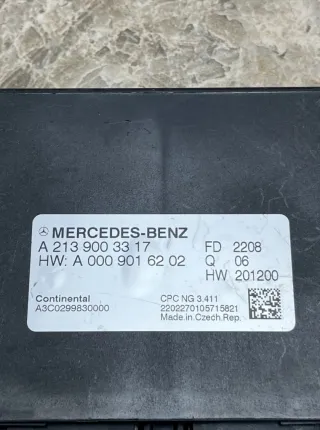 MERCEDES-BENZ
A 213 900 33 17 FD 2208
HW: A 000 901 62 02 Q 06
HW 201200
Continental CPC NG 3.411
A3C0299830000 2202270105715821
Made in Czech.Rep.